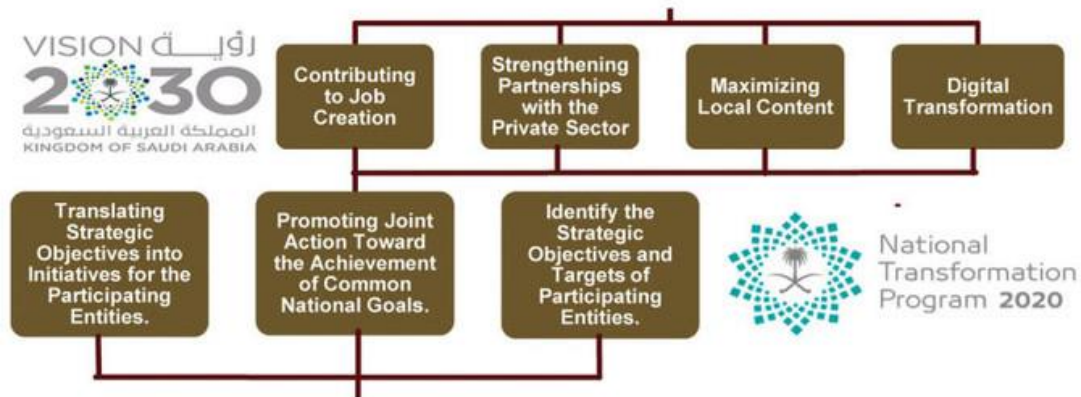 VISION رؤيــة
2030
المملكة العربية السعودية
KINGDOM OF SAUDI ARABIA
Contributing
to Job
Creation
Strengthening
Partnerships
with the
Private Sector
Maximizing
Local Content
Digital
Transformation
Translating
Strategic
Objectives into
Initiatives for the
Participating
Entities.
Promoting Joint
Action Toward
the Achievement
of Common
National Goals.
Identify the
Strategic
Objectives and
Targets of
Participating
Entities.
National
Transformation
Program 2020